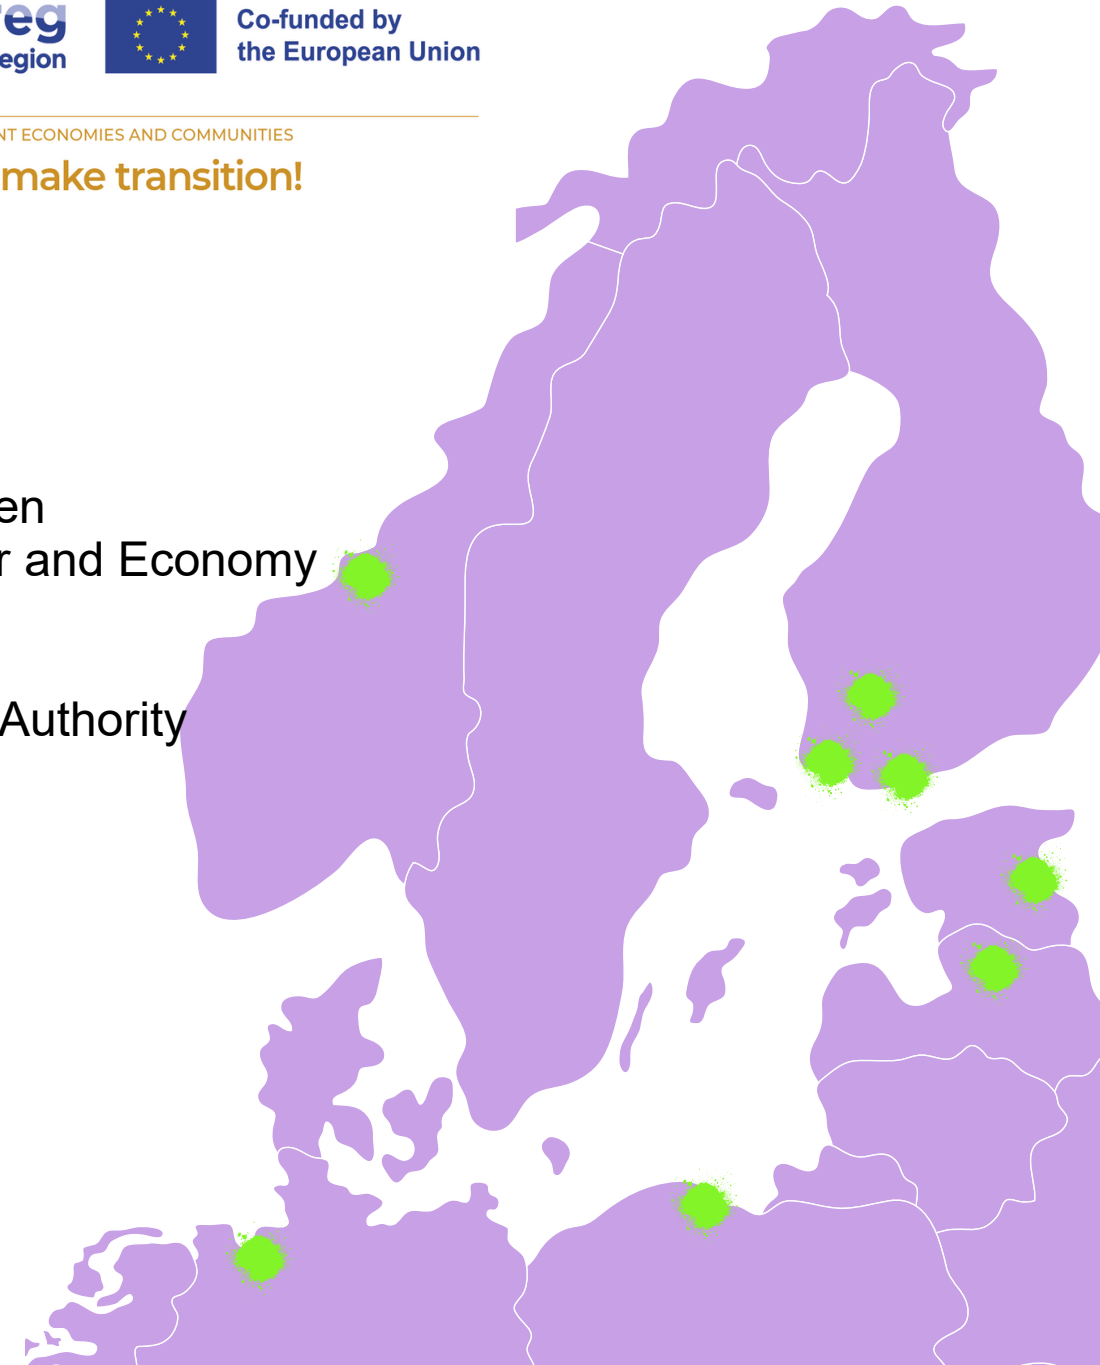 eg
egion
Co-funded by
the European Union
NT ECONOMIES AND COMMUNITIES
make transition!
en
r and Economy
Authority